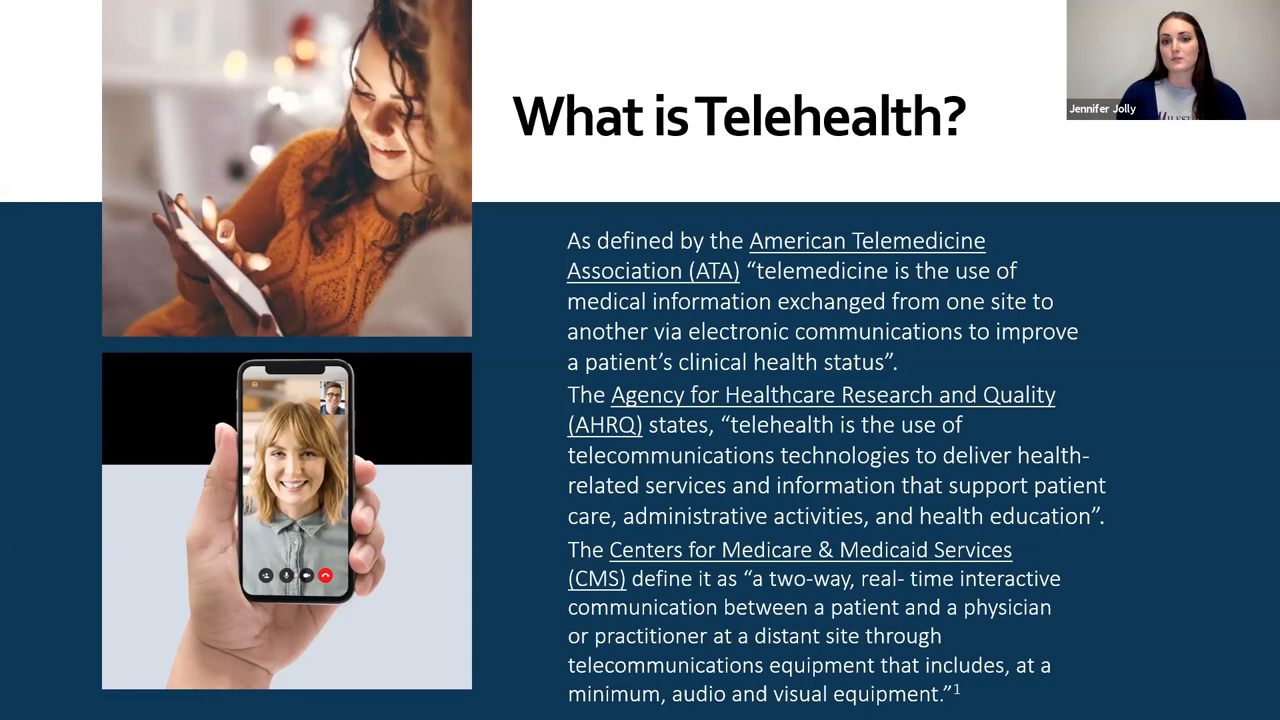 What is Telehealth?
Jennifer Jolly
As defined by the American Telemedicine
Association (ATA) “telemedicine is the use of
medical information exchanged from one site to
another via electronic communications to improve
a patient’s clinical health status”.
The Agency for Healthcare Research and Quality
(AHRQ) states, “telehealth is the use of
telecommunications technologies to deliver health-
related services and information that support patient
care, administrative activities, and health education”.
The Centers for Medicare & Medicaid Services
(CMS) define it as “a two-way, real- time interactive
communication between a patient and a physician
or practitioner at a distant site through
telecommunications equipment that includes, at a
minimum, audio and visual equipment.”1